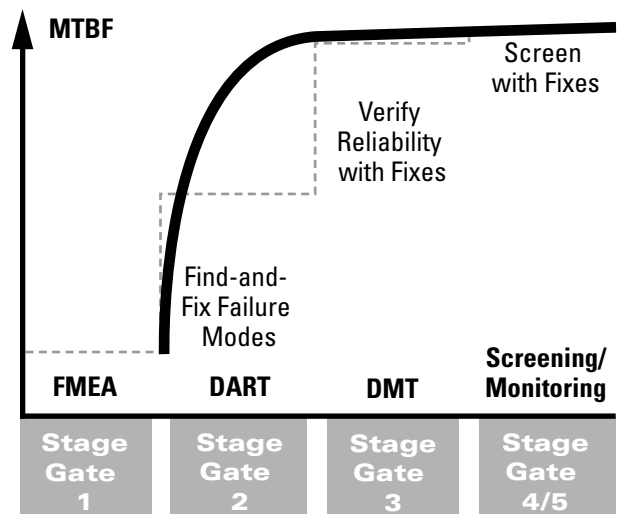 MTBF
Screen
with Fixes
Verify
Reliability
with Fixes
Find-and-
Fix Failure
Modes
FMEA
DART
DMT
Screening/
Monitoring
Stage
Gate
1
Stage
Gate
2
Stage
Gate
3
Stage
Gate
4/5